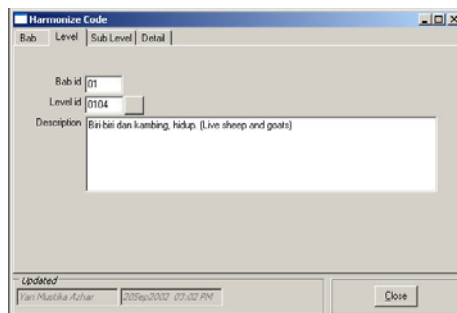 Harmonize Code
Bab Level Sub Level Detail
Bab id 01
Level id 0104
Description Biri-biri dan kambing, hidup. (Live sheep and goats)
Updated
Yan Mustika Azhar 20Sep2002 03:02 PM
Close